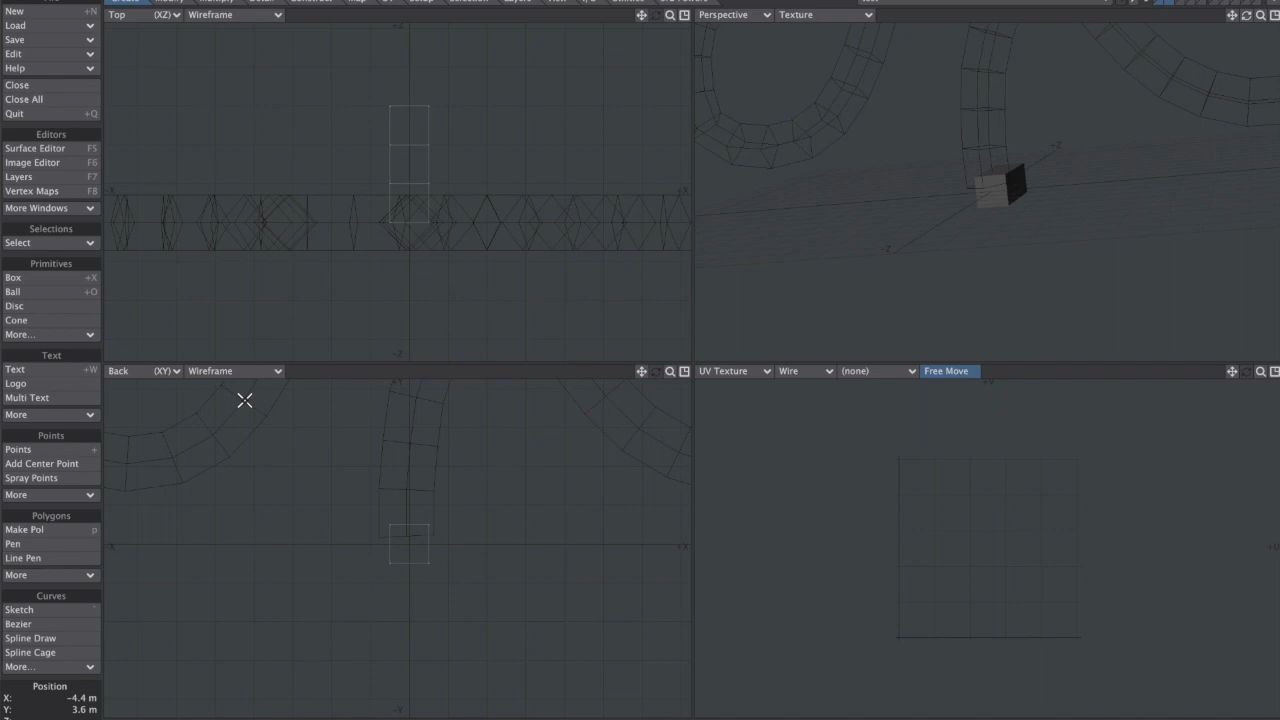 New +N
Load
Save
Edit
Help
Close
Close All
Quit +Q
Editors
Surface Editor F5
Image Editor F6
Layers F7
Vertex Maps F8
More Windows
Selections
Select
Primitives
Box +X
Ball +O
Disc
Cone
More...
Text
Text +W
Logo
Multi Text
More
Points
Points +
Add Center Point
Spray Points
More
Polygons
Make Pol p
Pen
Line Pen
More
Curves
Sketch `
Bezier
Spline Draw
Spline Cage
More...
Position
X: -4.4 m
Y: 3.6 m
Top (XZ) Wireframe
+Z
-X +X
-Z
Perspective Texture
-Z
-Z
Back (XY) Wireframe
+Y
-X +X
-Y
UV Texture Wire (none) Free Move
+V